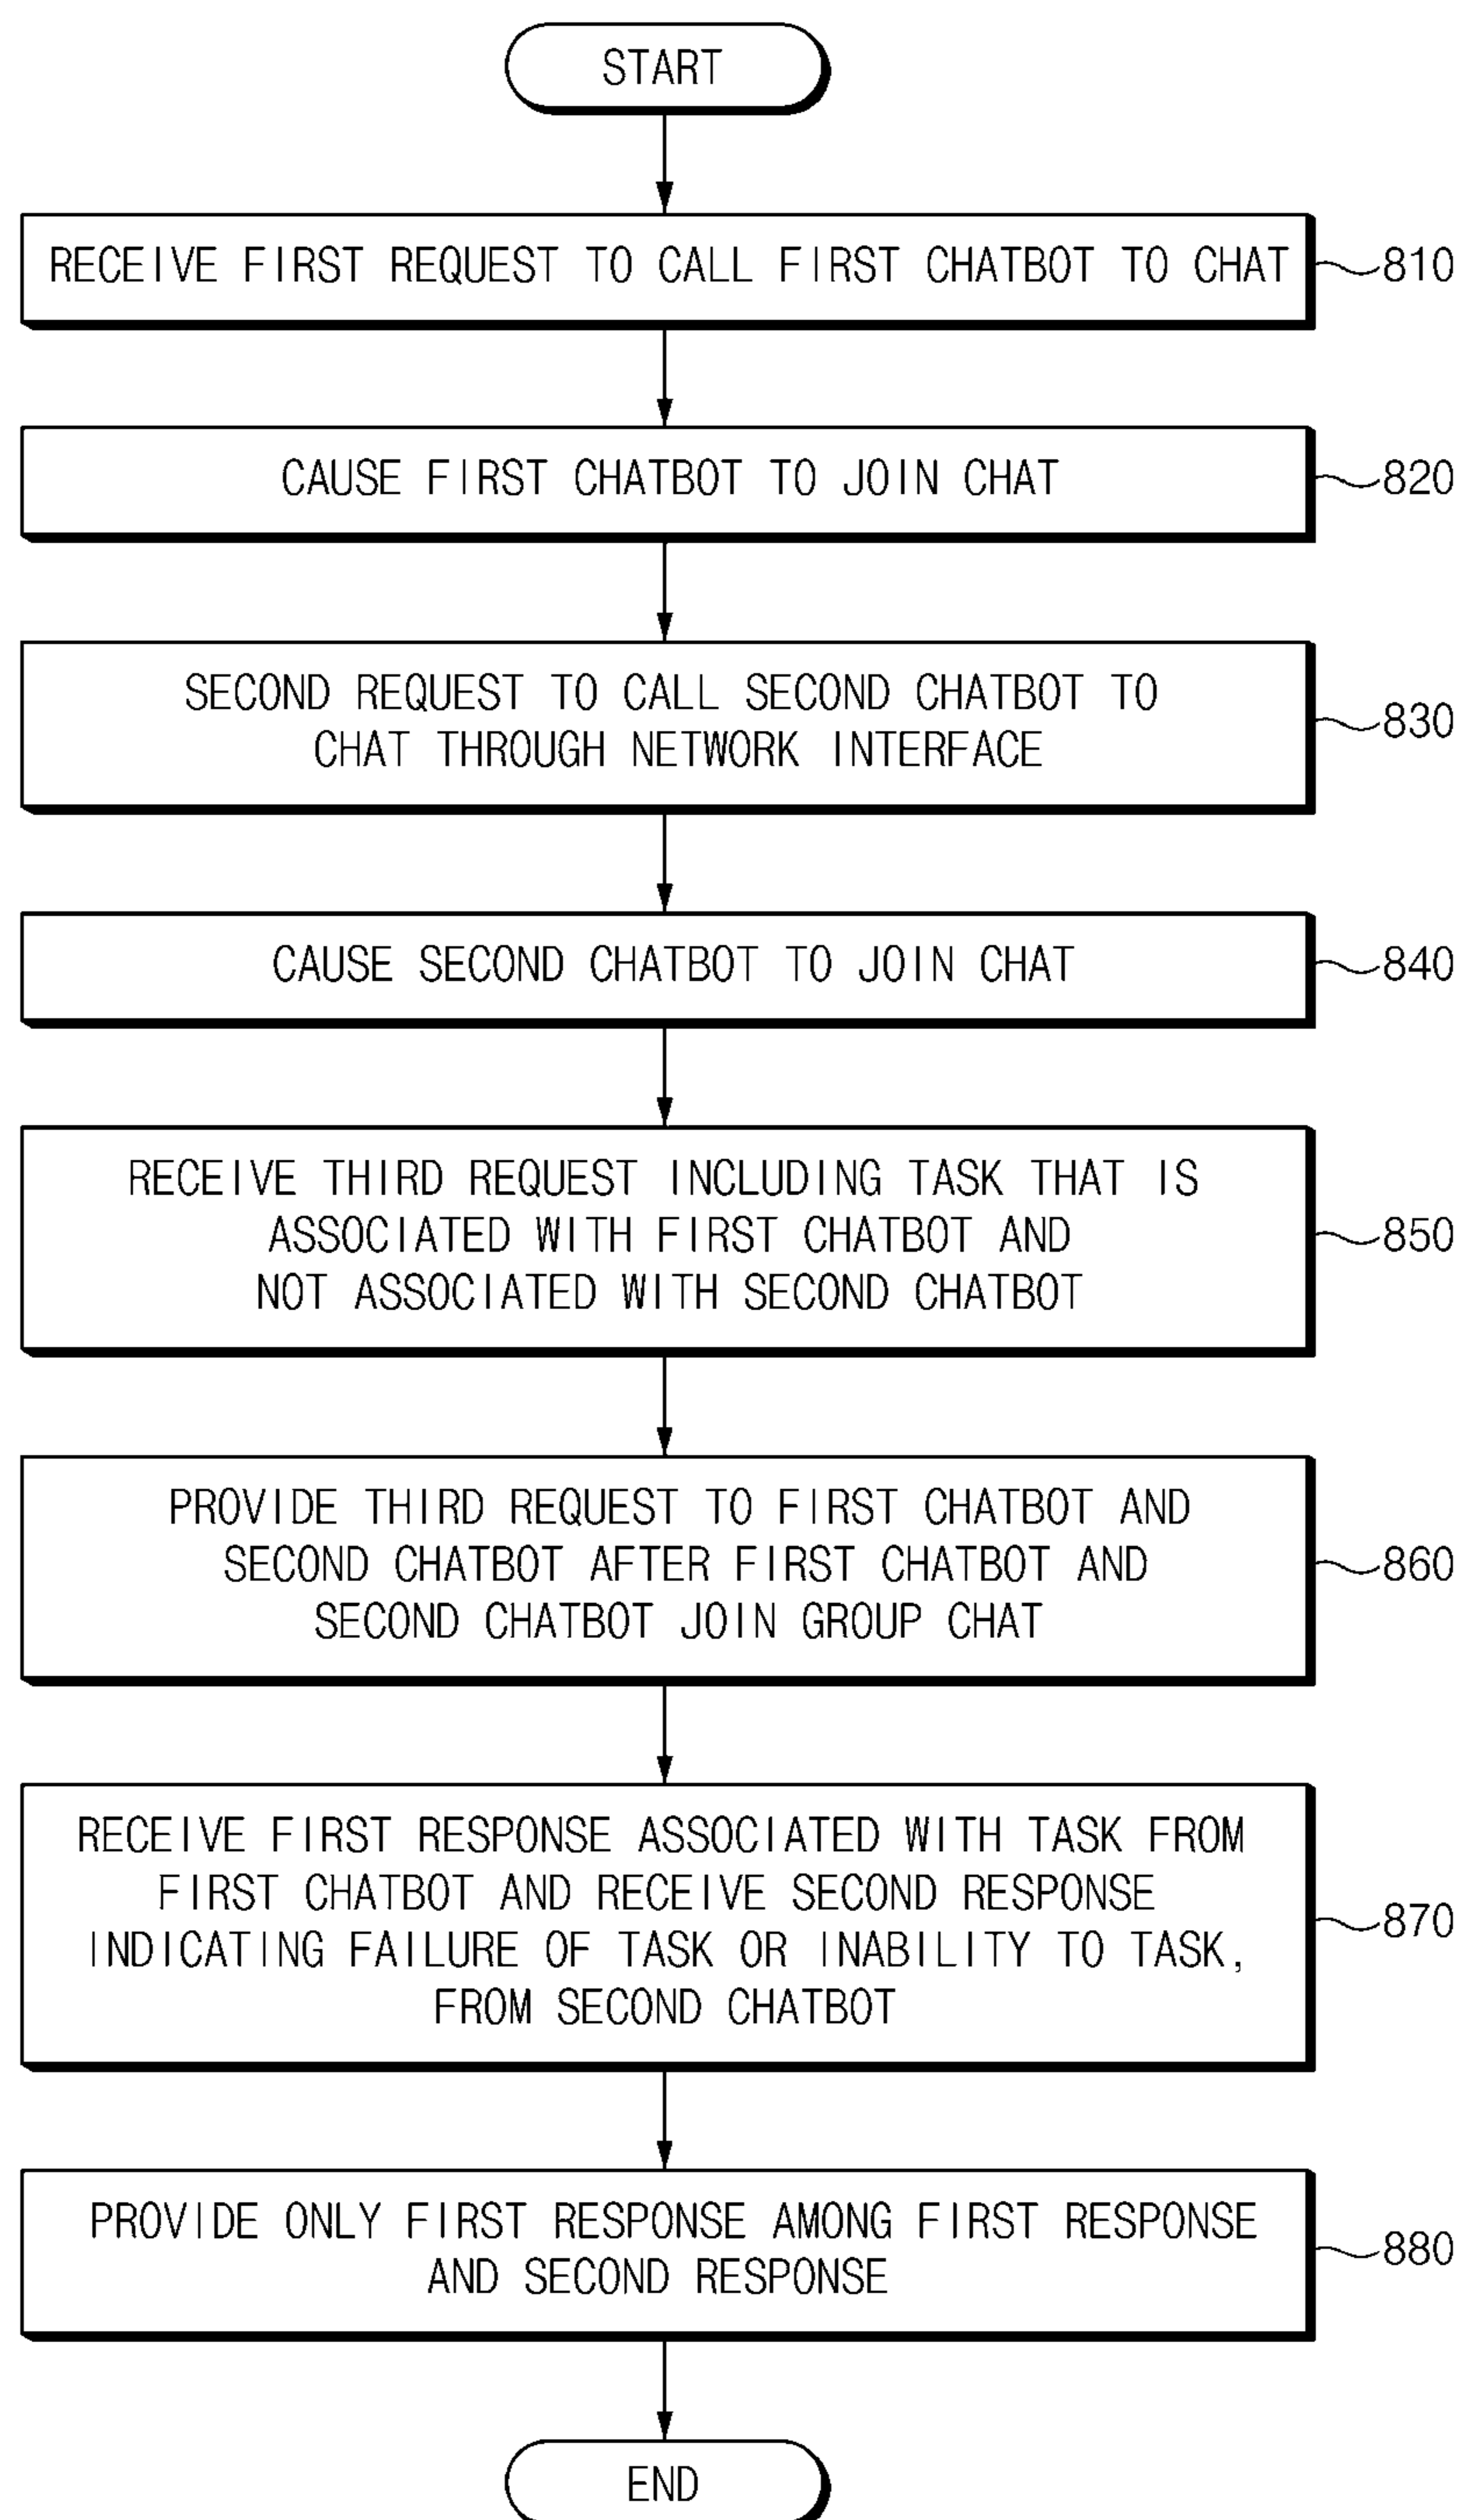 START
RECEIVE FIRST REQUEST TO CALL FIRST CHATBOT TO CHAT
810
CAUSE FIRST CHATBOT TO JOIN CHAT
820
SECOND REQUEST TO CALL SECOND CHATBOT TO
CHAT THROUGH NETWORK INTERFACE
830
CAUSE SECOND CHATBOT TO JOIN CHAT
840
RECEIVE THIRD REQUEST INCLUDING TASK THAT IS
ASSOCIATED WITH FIRST CHATBOT AND
NOT ASSOCIATED WITH SECOND CHATBOT
850
PROVIDE THIRD REQUEST TO FIRST CHATBOT AND
SECOND CHATBOT AFTER FIRST CHATBOT AND
SECOND CHATBOT JOIN GROUP CHAT
860
RECEIVE FIRST RESPONSE ASSOCIATED WITH TASK FROM
FIRST CHATBOT AND RECEIVE SECOND RESPONSE
INDICATING FAILURE OF TASK OR INABILITY TO TASK,
FROM SECOND CHATBOT
870
PROVIDE ONLY FIRST RESPONSE AMONG FIRST RESPONSE
AND SECOND RESPONSE
880
END